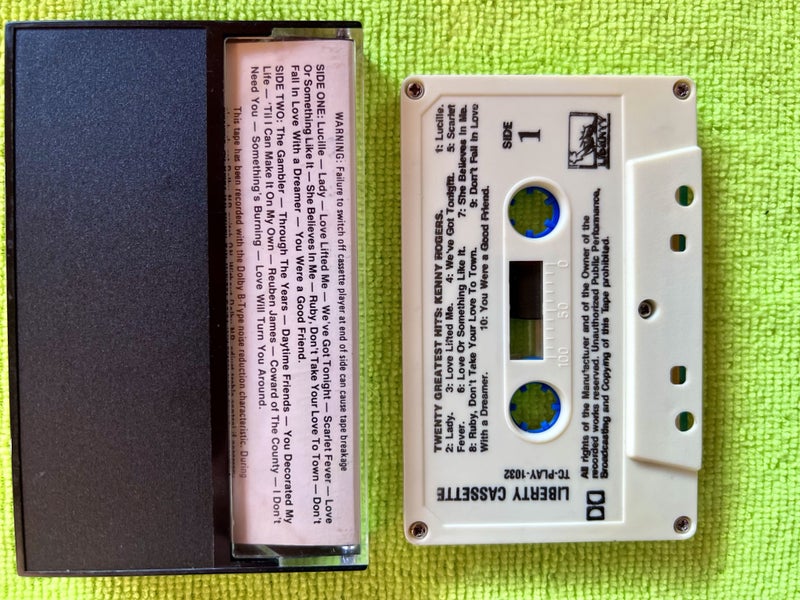 WARNING: Failure to switch off cassette player at end of side can cause tape breakage
SIDE ONE: Lucille — Lady — Love Lifted Me — We've Got Tonight — Scarlet Fever — Love
Or Something Like It — She Believes In Me — Ruby, Don't Take Your Love To Town — Don't
Fall In Love With a Dreamer — You Were a Good Friend.
SIDE TWO: The Gambler — Through The Years — Daytime Friends — You Decorated My
Life — 'Til I Can Make It On My Own — Reuben James — Coward of The County — I Don't
Need You — Something's Burning — Love Will Turn You Around.
This tape has been recorded with the Dolby B-Type noise reduction characteristic. During
LIBERTY CASSETTE
TC-PLAY-1032
TWENTY GREATEST HITS: KENNY HOGERS. 1: Lucille.
2: Lady. 3: Love Lifted Me. 4: We've Got Tonight. 5: Scarlet
Fever. 6: Love Or Something Like It. 7: She Believes In Me.
8: Ruby, Don't Take Your Love To Town. 9: Don't Fall In Love
With a Dreamer. 10: You Were a Good Friend.
SIDE
1
100 50 0
LIBERTY
All rights of the Manufacturer and of the Owner of the
recorded works reserved. Unauthorized Public Performance,
Broadcasting and Copying of this Tape prohibited.